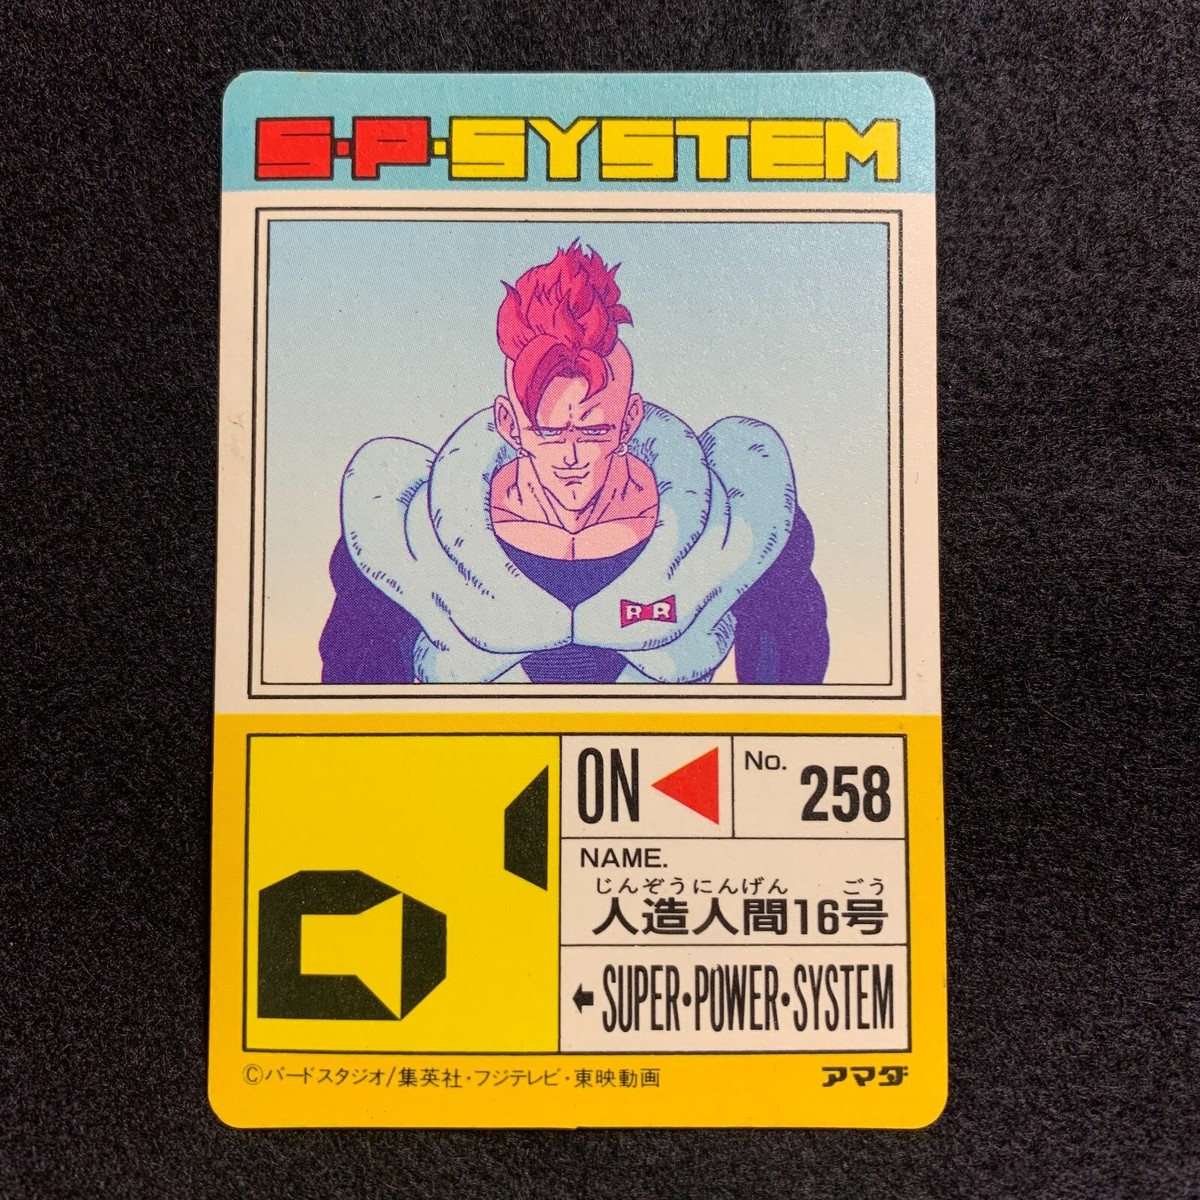 S·P·SYSTEM
RR
ON
No. 258
NAME.
じんぞうにんげん ごう
人造人間16号
←SUPER·POWER·SYSTEM
©バードスタジオ/集英社・フジテレビ・東映動画
アマダ